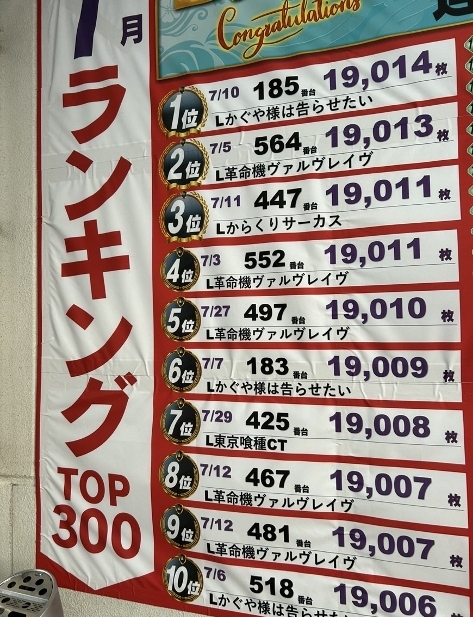 7月
ランキング
TOP
300
Congratulations
1位 7/10 185番台 19,014枚
Lかぐや様は告らせたい
2位 7/5 564番台 19,013枚
L革命機ヴァルヴレイヴ
3位 7/11 447番台 19,011枚
Lからくりサーカス
4位 7/3 552番台 19,011枚
L革命機ヴァルヴレイヴ
5位 7/27 497番台 19,010枚
L革命機ヴァルヴレイヴ
6位 7/7 183番台 19,009枚
Lかぐや様は告らせたい
7位 7/29 425番台 19,008枚
L東京喰種CT
8位 7/12 467番台 19,007枚
L革命機ヴァルヴレイヴ
9位 7/12 481番台 19,007枚
L革命機ヴァルヴレイヴ
10位 7/6 518番台 19,006枚
Lかぐや様は告らせたい